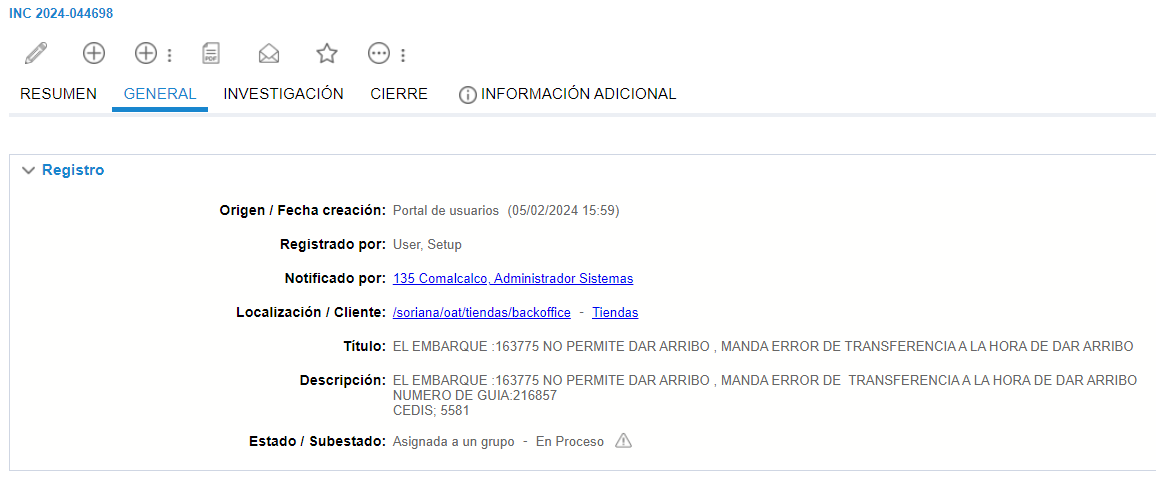 INC 2024-044698
PDF
RESUMEN GENERAL INVESTIGACIÓN CIERRE INFORMACIÓN ADICIONAL
Registro
Origen / Fecha creación: Portal de usuarios (05/02/2024 15:59)
Registrado por: User, Setup
Notificado por: 135 Comalcalco, Administrador Sistemas
Localización / Cliente: /soriana/oat/tiendas/backoffice - Tiendas
Título: EL EMBARQUE :163775 NO PERMITE DAR ARRIBO , MANDA ERROR DE TRANSFERENCIA A LA HORA DE DAR ARRIBO
Descripción: EL EMBARQUE :163775 NO PERMITE DAR ARRIBO , MANDA ERROR DE TRANSFERENCIA A LA HORA DE DAR ARRIBO
NUMERO DE GUIA:216857
CEDIS; 5581
Estado / Subestado: Asignada a un grupo - En Proceso